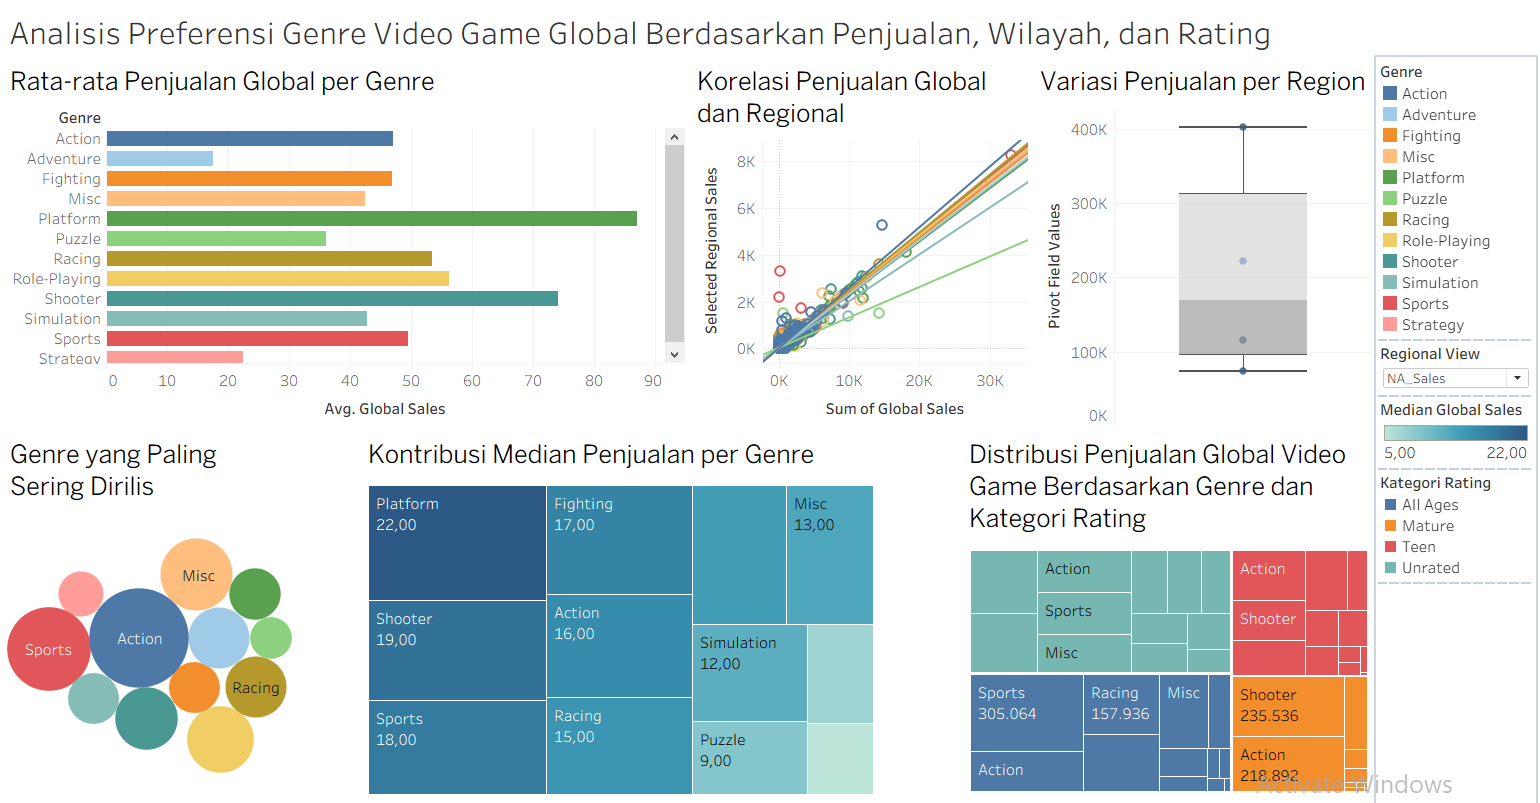 Analisis Preferensi Genre Video Game Global Berdasarkan Penjualan, Wilayah, dan Rating
Rata-rata Penjualan Global per Genre
Genre
Action
Adventure
Fighting
Misc
Platform
Puzzle
Racing
Role-Playing
Shooter
Simulation
Sports
Strategy
0 10 20 30 40 50 60 70 80 90
Avg. Global Sales
Korelasi Penjualan Global
dan Regional
Selected Regional Sales
8K
6K
4K
2K
0K
0K 10K 20K 30K
Sum of Global Sales
Variasi Penjualan per Region
Pivot Field Values
400K
300K
200K
100K
0K
Genre
Action
Adventure
Fighting
Misc
Platform
Puzzle
Racing
Role-Playing
Shooter
Simulation
Sports
Strategy
Regional View
NA_Sales
Median Global Sales
5,00 22,00
Kategori Rating
All Ages
Mature
Teen
Unrated
Genre yang Paling
Sering Dirilis
Misc
Action
Sports
Racing
Kontribusi Median Penjualan per Genre
Platform
22,00
Shooter
19,00
Sports
18,00
Fighting
17,00
Action
16,00
Racing
15,00
Misc
13,00
Simulation
12,00
Puzzle
9,00
Distribusi Penjualan Global Video
Game Berdasarkan Genre dan
Kategori Rating
Action
Sports
Misc
Action
Shooter
Sports
305.064
Action
Racing
157.936
Misc
Shooter
235.536
Action
218.892
Activate Windows